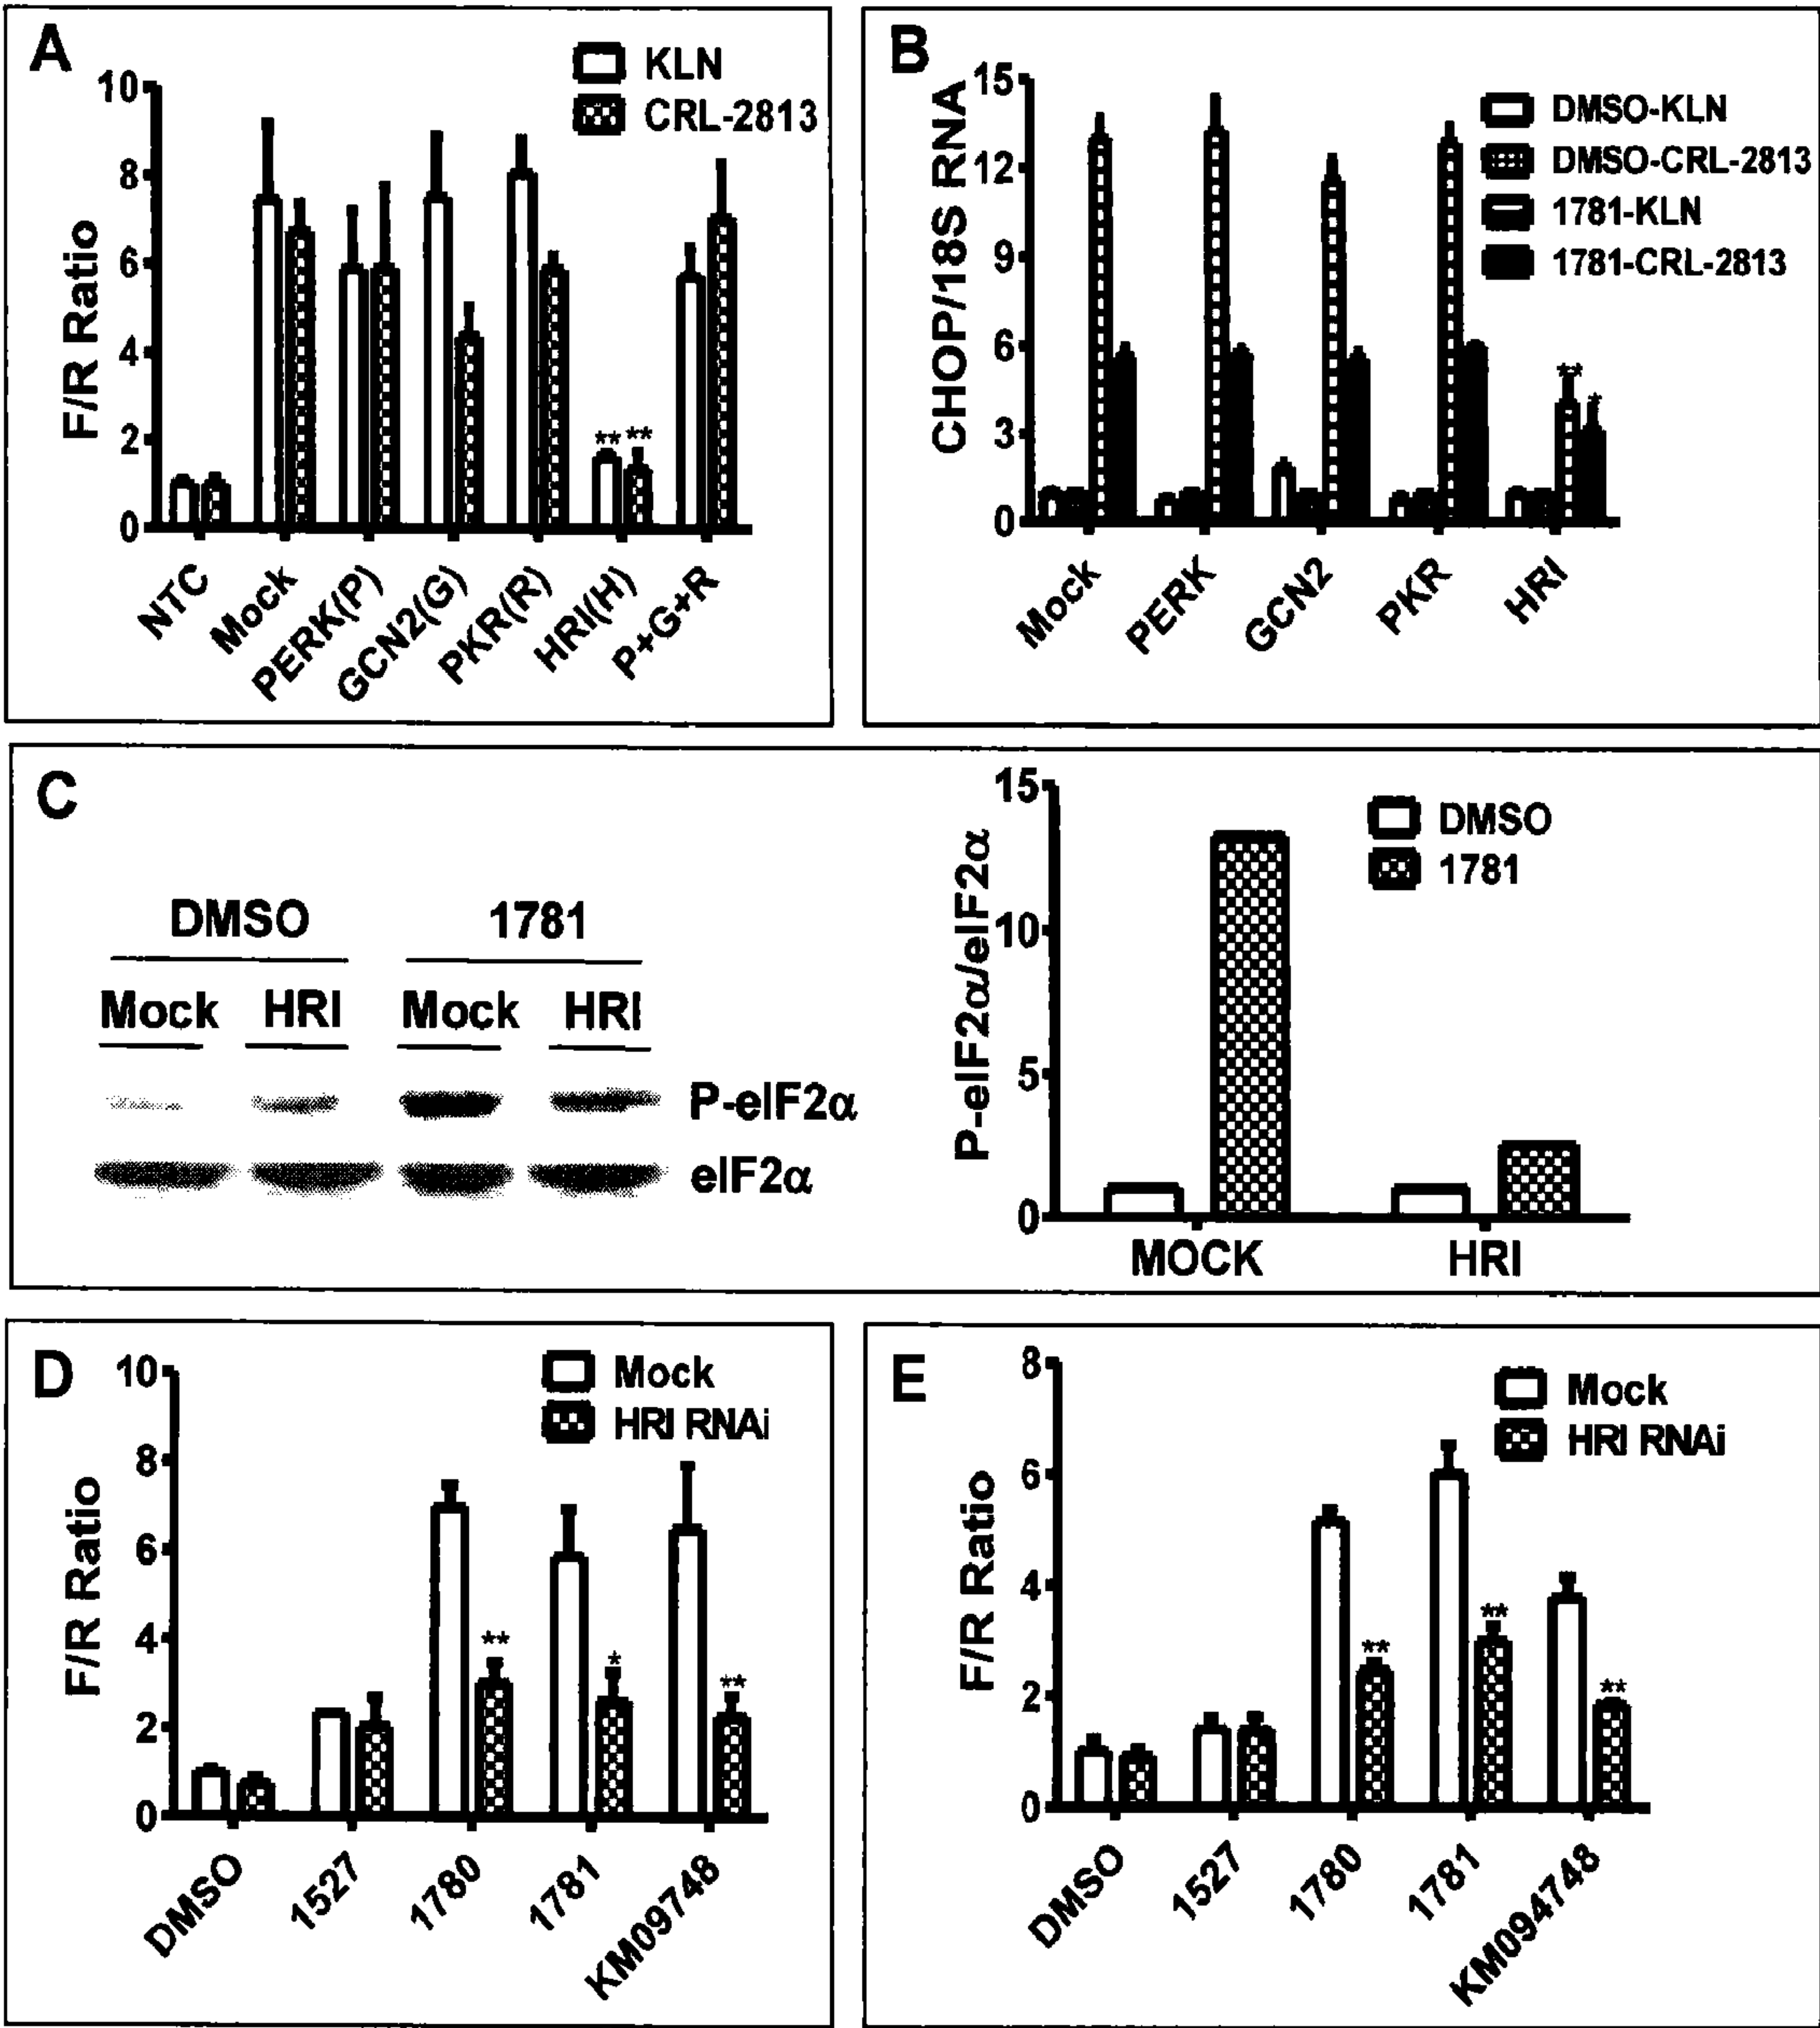 A
KLN
CRL-2813
F/R Ratio
10
8
6
4
2
0
** **
NTC
Mock
PERK(P)
GCN2(G)
PKR(R)
HRI(H)
P+G+R
B
DMSO-KLN
DMSO-CRL-2813
1781-KLN
1781-CRL-2813
CHOP/18S RNA
15
12
9
6
3
0
**
*
Mock
PERK
GCN2
PKR
HRI
C
DMSO 1781
Mock HRI Mock HRI
P-eIF2α
eIF2α
DMSO
1781
P-eIF2α/eIF2α
15
10
5
0
MOCK HRI
D
Mock
HRI RNAi
F/R Ratio
10
8
6
4
2
0
**
*
**
DMSO
1527
1780
1781
KM09748
E
Mock
HRI RNAi
F/R Ratio
8
6
4
2
0
**
**
**
DMSO
1527
1780
1781
KM094748